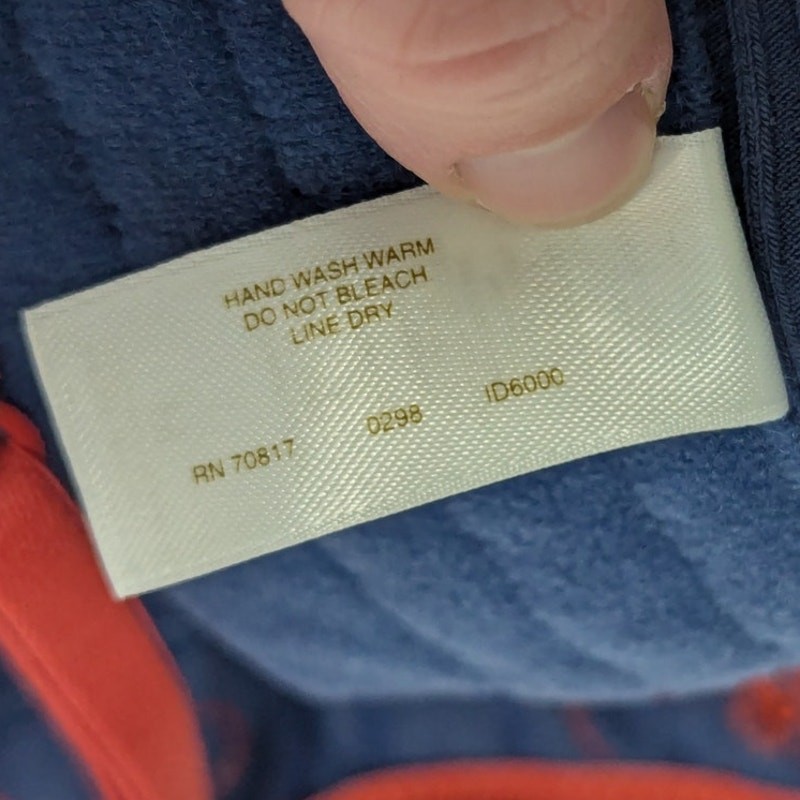 HAND WASH WARM
DO NOT BLEACH
LINE DRY
RN 70817 0298 ID6000